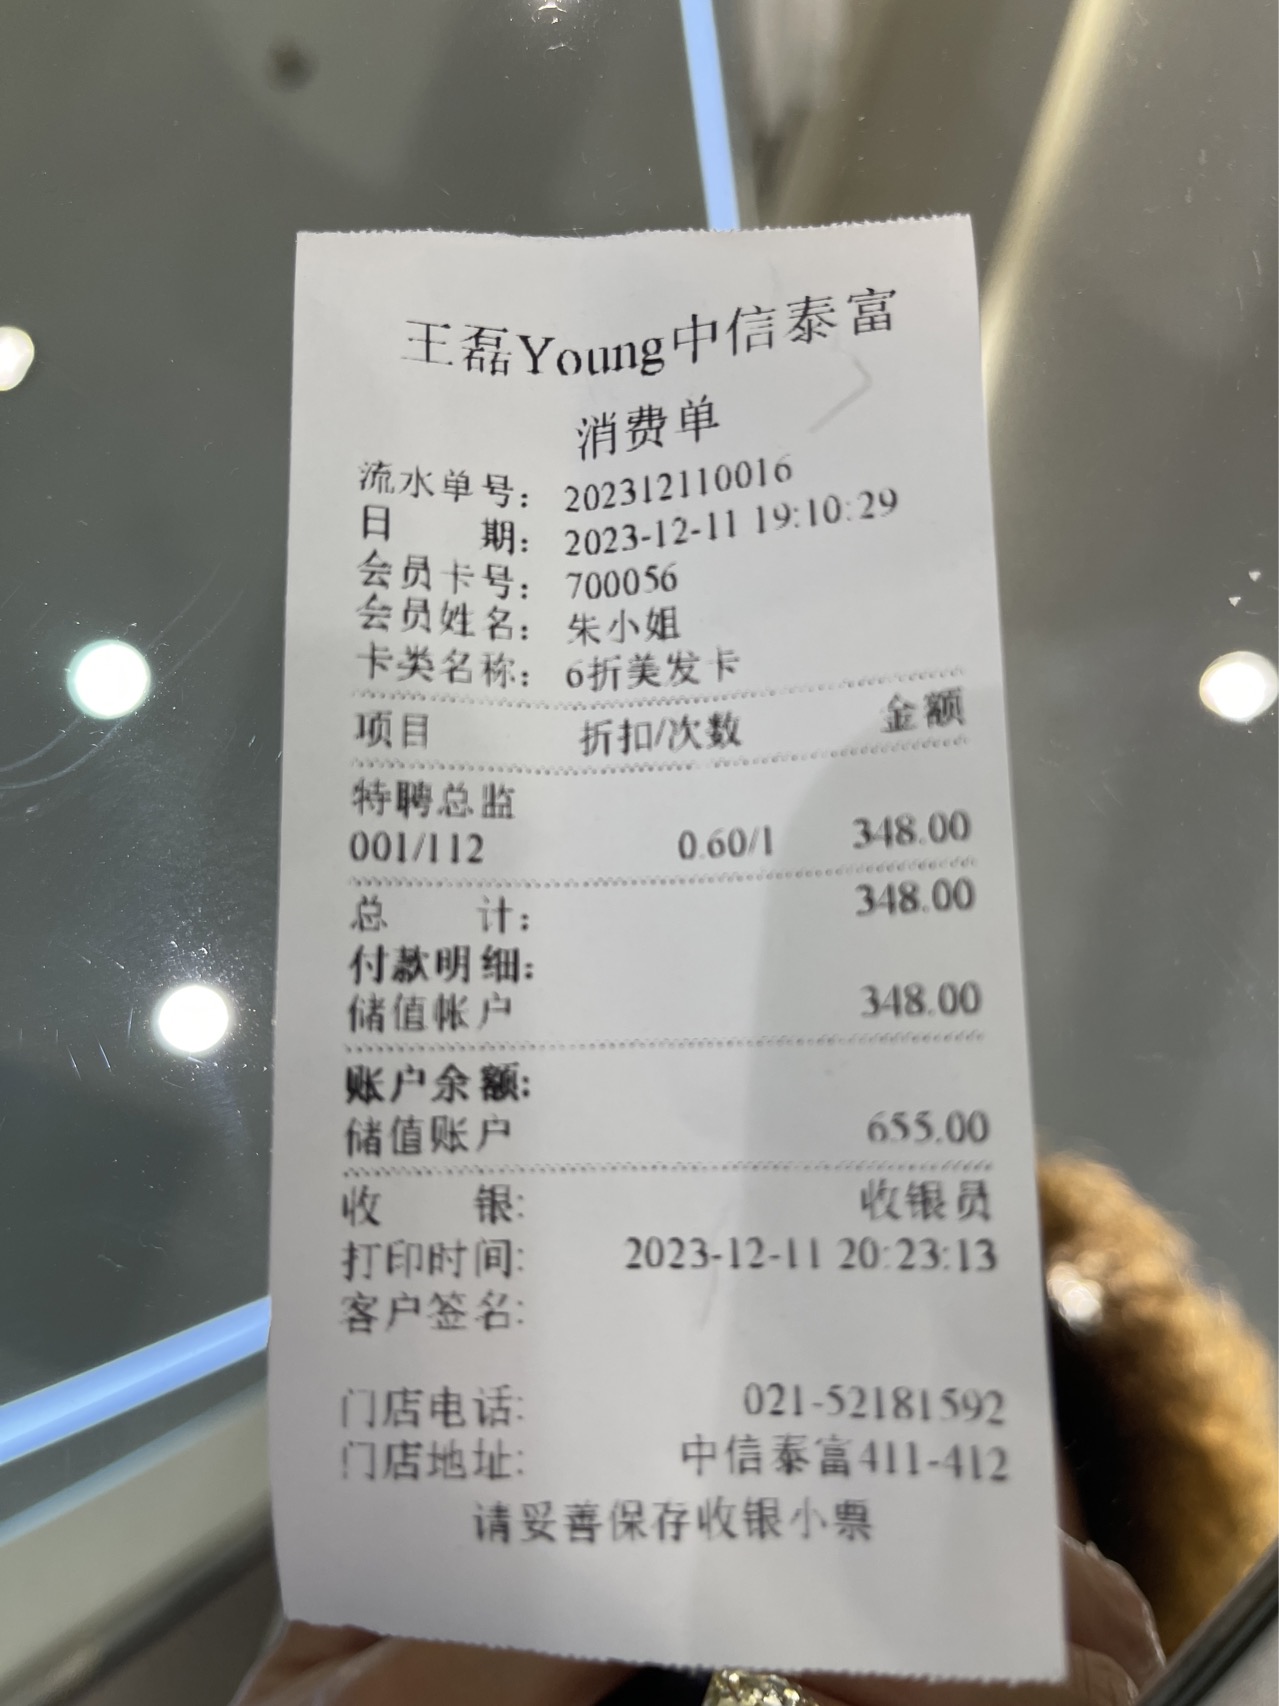 王磊Young中信泰富
消费单
流水单号: 202312110016
日 期: 2023-12-11 19:10:29
会员卡号: 700056
会员姓名: 朱小姐
卡类名称: 6折美发卡
项目 折扣/次数 金额
特聘总监
001/112 0.60/1 348.00
总 计: 348.00
付款明细:
储值帐户 348.00
账户余额:
储值账户 655.00
收 银: 收银员
打印时间: 2023-12-11 20:23:13
客户签名:
门店电话: 021-52181592
门店地址: 中信泰富411-412
请妥善保存收银小票